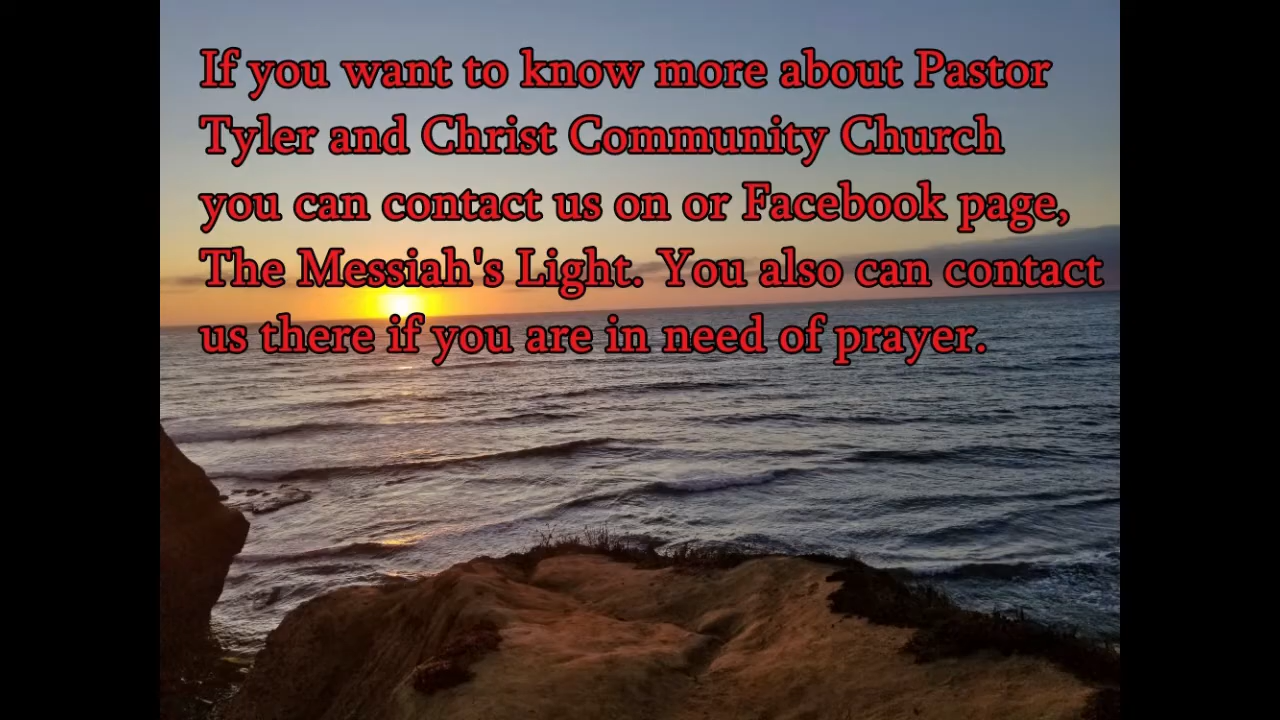 If you want to know more about Pastor
Tyler and Christ Community Church
you can contact us on or Facebook page,
The Messiah's Light. You also can contact
us there if you are in need of prayer.